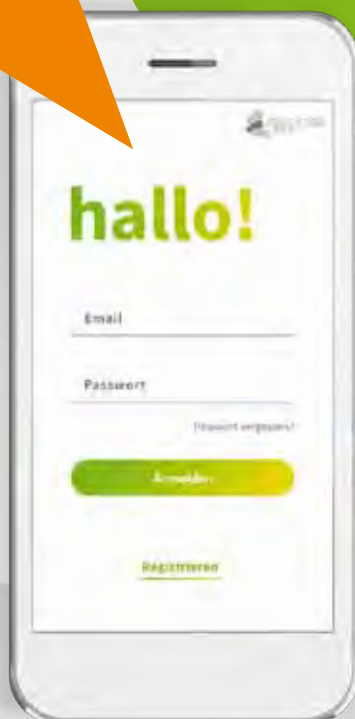 hallo!
Email
Passwort
Passwort vergessen?
Anmelden
Registrieren